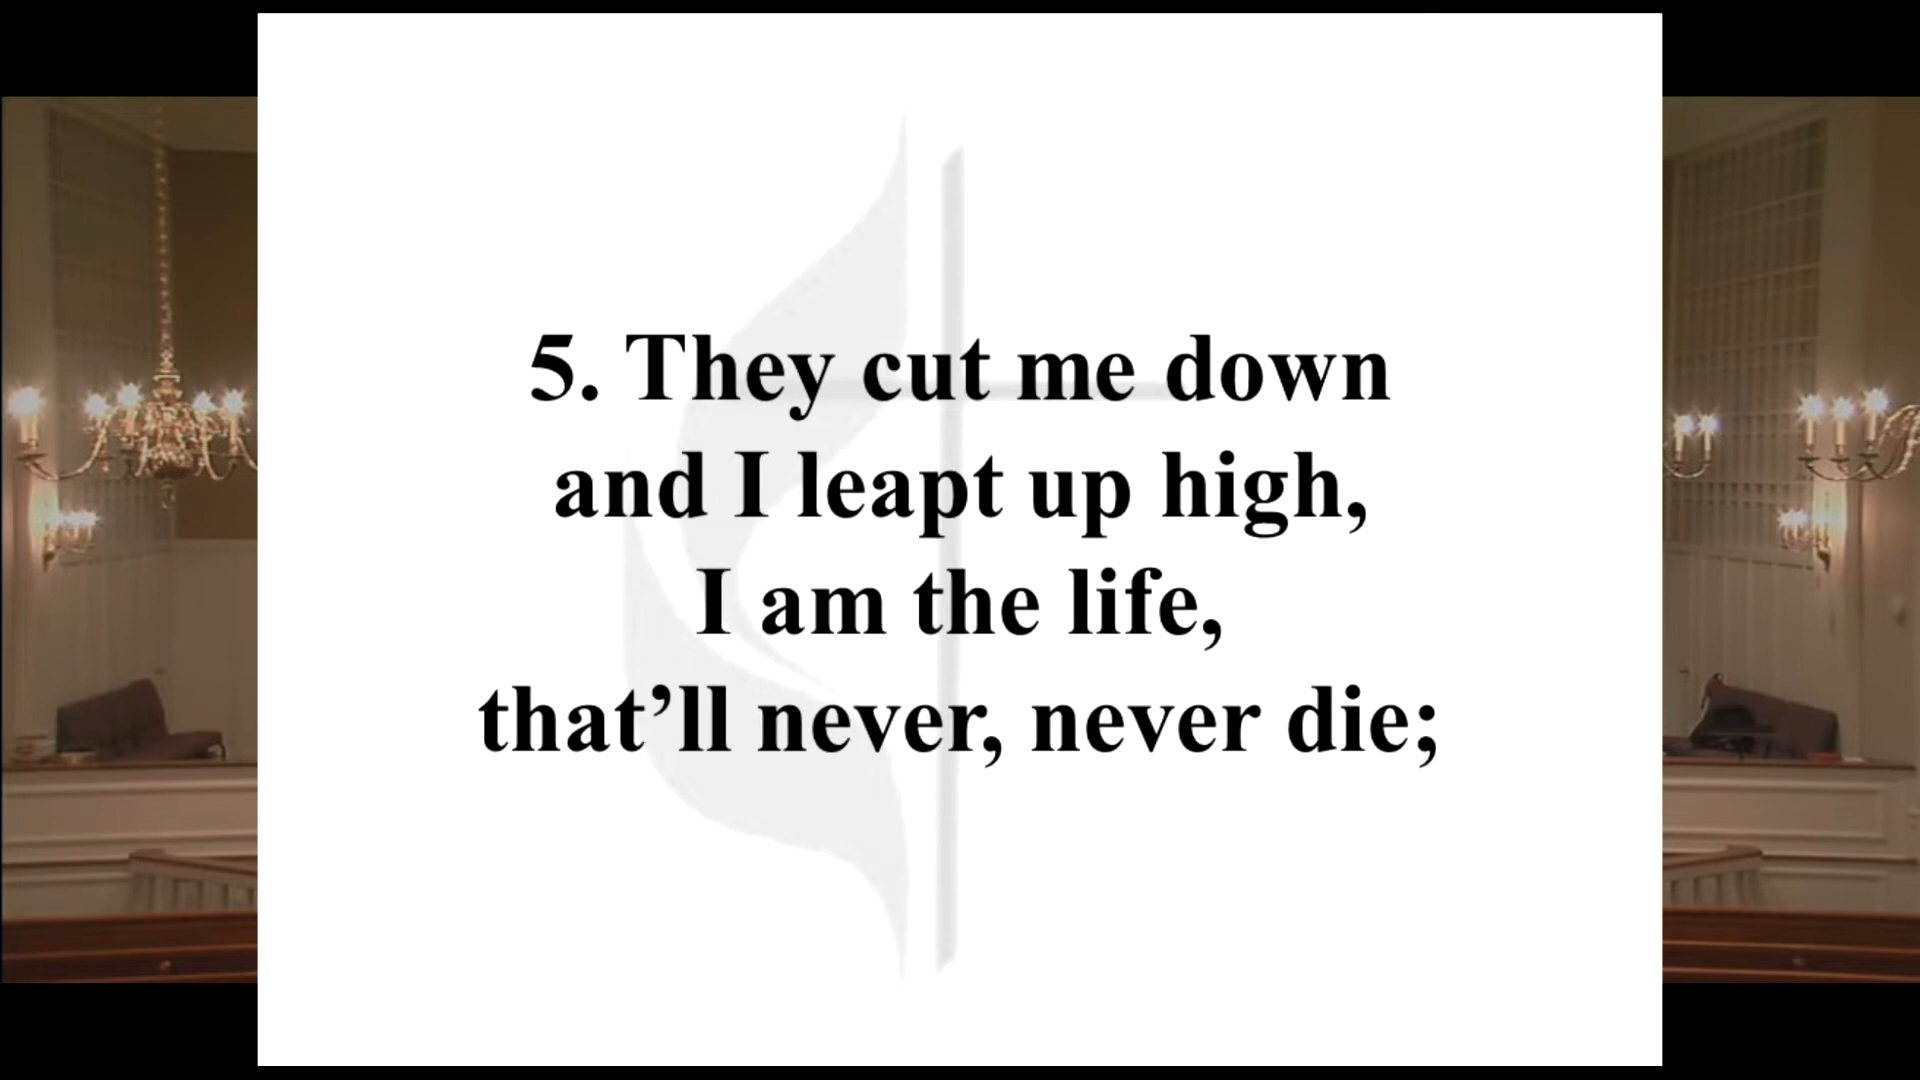 5. They cut me down
and I leapt up high,
I am the life,
that’ll never, never die;